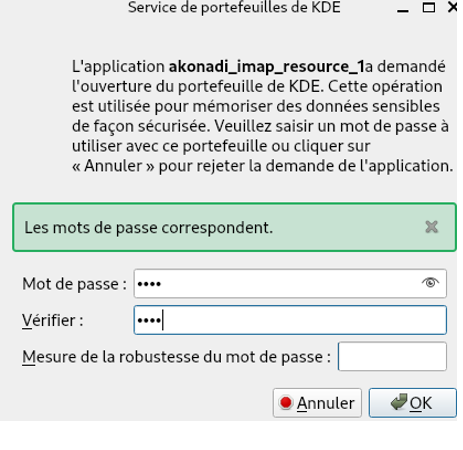 Service de portefeuilles de KDE
L'application akonadi_imap_resource_1a demandé
l'ouverture du portefeuille de KDE. Cette opération
est utilisée pour mémoriser des données sensibles
de façon sécurisée. Veuillez saisir un mot de passe à
utiliser avec ce portefeuille ou cliquer sur
« Annuler » pour rejeter la demande de l'application.
Les mots de passe correspondent.
Mot de passe : ••••
Vérifier : ••••
Mesure de la robustesse du mot de passe :
Annuler OK